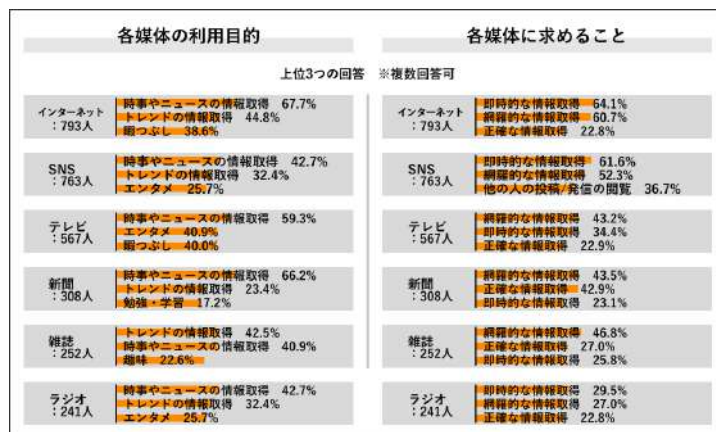 各媒体の利用目的
各媒体に求めること
上位3つの回答　※複数回答可
インターネット
：793人
時事やニュースの情報取得　67.7%
トレンドの情報取得　44.8%
暇つぶし　38.6%
SNS
：763人
時事やニュースの情報取得　42.7%
トレンドの情報取得　32.4%
エンタメ　25.7%
テレビ
：567人
時事やニュースの情報取得　59.3%
エンタメ　40.9%
暇つぶし　40.0%
新聞
：308人
時事やニュースの情報取得　66.2%
トレンドの情報取得　23.4%
勉強・学習　17.2%
雑誌
：252人
トレンドの情報取得　42.5%
時事やニュースの情報取得　40.9%
趣味　22.6%
ラジオ
：241人
時事やニュースの情報取得　42.7%
トレンドの情報取得　32.4%
エンタメ　25.7%
インターネット
：793人
即時的な情報取得　64.1%
網羅的な情報取得　60.7%
正確な情報取得　22.8%
SNS
：763人
即時的な情報取得　61.6%
網羅的な情報取得　52.3%
他の人の投稿/発信の閲覧　36.7%
テレビ
：567人
網羅的な情報取得　43.2%
即時的な情報取得　34.4%
正確な情報取得　22.9%
新聞
：308人
網羅的な情報取得　43.5%
正確な情報取得　42.9%
即時的な情報取得　23.1%
雑誌
：252人
網羅的な情報取得　46.8%
正確な情報取得　27.0%
即時的な情報取得　25.8%
ラジオ
：241人
即時的な情報取得　29.5%
網羅的な情報取得　27.0%
正確な情報取得　22.8%